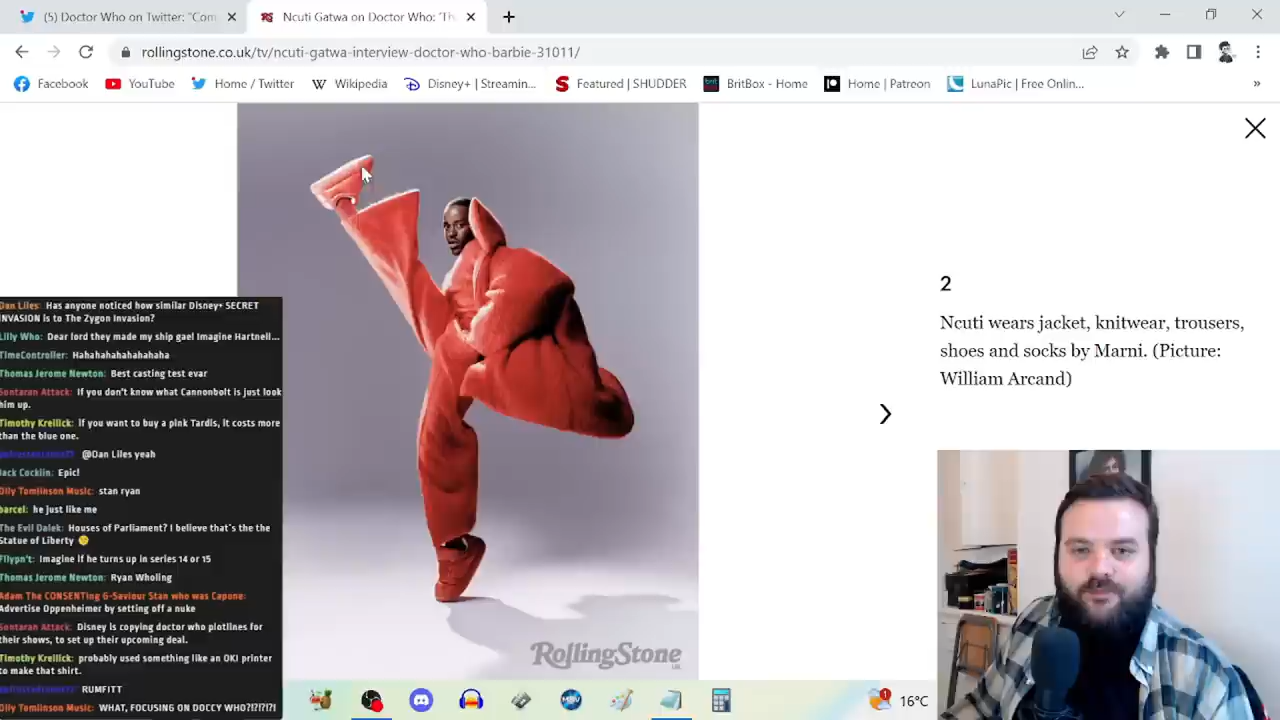 (5) Doctor Who on Twitter: "Com
Ncuti Gatwa on Doctor Who: 'Th
rollingstone.co.uk/tv/ncuti-gatwa-interview-doctor-who-barbie-31011/
Facebook
YouTube
Home / Twitter
Wikipedia
Disney+ | Streamin...
Featured | SHUDDER
BritBox - Home
Home | Patreon
LunaPic | Free Onlin...
2
Ncuti wears jacket, knitwear, trousers,
shoes and socks by Marni. (Picture:
William Arcand)
Dan Liles: Has anyone noticed how similar Disney+ SECRET
INVASION is to The Zygon Invasion?
Lilly Who: Dear lord they made my ship gael Imagine Hartnell...
TimeController: Hahahahahahahaha
Thomas Jerome Newton: Best casting test evar
Sontaran Attack: If you don't know what Cannonbolt is just look
him up.
Timothy Krellick: If you want to buy a pink Tardis, it costs more
than the blue one.
@Dan Liles yeah
Jack Cocklin: Epic!
Olly Tomlinson Music: stan ryan
barcel: he just like me
The Evil Dalek: Houses of Parliament? I believe that's the the
Statue of Liberty
Fllypn't: Imagine if he turns up in series 14 or 15
Thomas Jerome Newton: Ryan Wholing
Adam The CONSENTing G-Saviour Stan who was Capone:
Advertise Oppenheimer by setting off a nuke
Sontaran Attack: Disney is copying doctor who plotlines for
their shows, to set up their upcoming deal.
Timothy Krellick: probably used something like an OKI printer
to make that shirt.
RUMFITT
Olly Tomlinson Music: WHAT, FOCUSING ON DOCCY WHO?!?!?!?!
RollingStone
UK
16°C